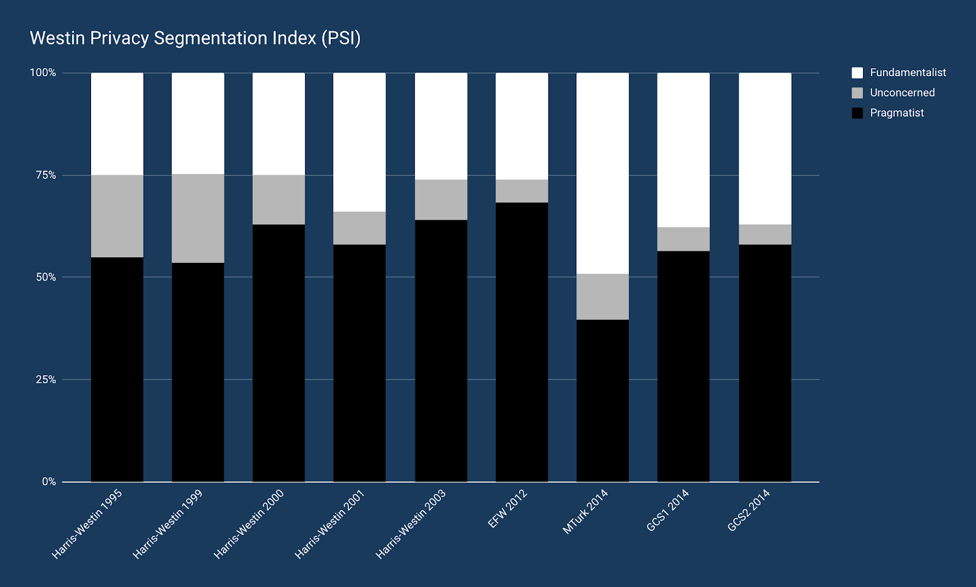 Westin Privacy Segmentation Index (PSI)
100%
75%
50%
25%
0%
Fundamentalist
Unconcerned
Pragmatist
Harris-Westin 1995
Harris-Westin 1999
Harris-Westin 2000
Harris-Westin 2001
Harris-Westin 2003
EFW 2012
MTurk 2014
GCS1 2014
GCS2 2014